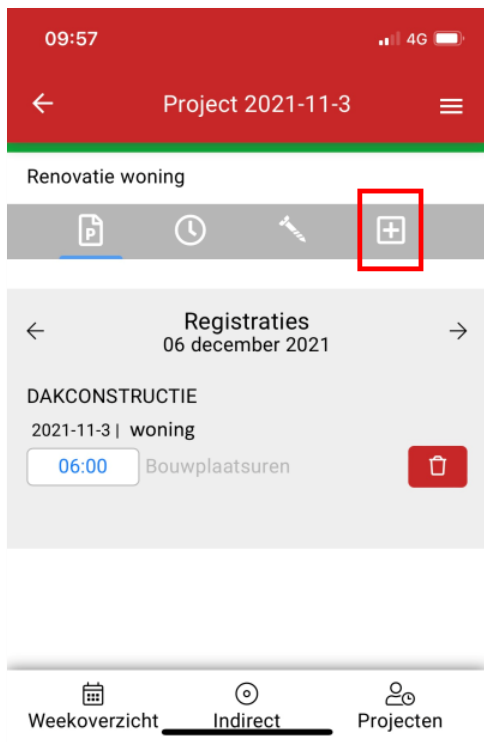 09:57 4G
Project 2021-11-3
Renovatie woning
P
Registraties
06 december 2021
DAKCONSTRUCTIE
2021-11-3 | woning
06:00 Bouwplaatsuren
Weekoverzicht Indirect Projecten